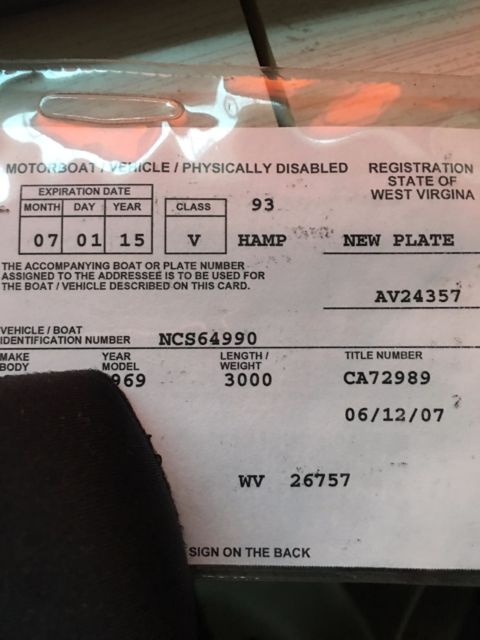 MOTORBOAT / VEHICLE / PHYSICALLY DISABLED
REGISTRATION
STATE OF
WEST VIRGINIA
EXPIRATION DATE
MONTH DAY YEAR
07 01 15
CLASS
V
93
HAMP
NEW PLATE
THE ACCOMPANYING BOAT OR PLATE NUMBER
ASSIGNED TO THE ADDRESSEE IS TO BE USED FOR
THE BOAT / VEHICLE DESCRIBED ON THIS CARD.
AV24357
VEHICLE / BOAT
IDENTIFICATION NUMBER NCS64990
MAKE
BODY
YEAR
MODEL
969
LENGTH /
WEIGHT
3000
TITLE NUMBER
CA72989
06/12/07
WV 26757
SIGN ON THE BACK